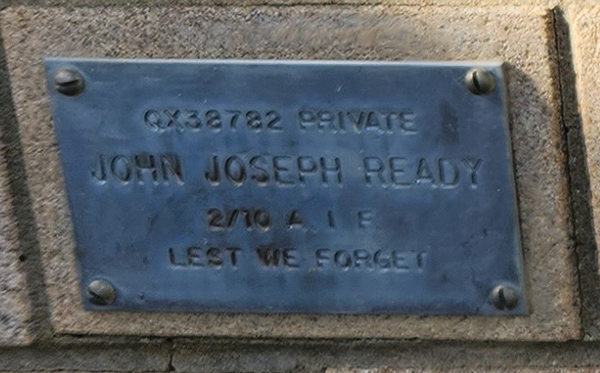 QX38782 PRIVATE
JOHN JOSEPH READY
2/10 A. I. F.
LEST WE FORGET